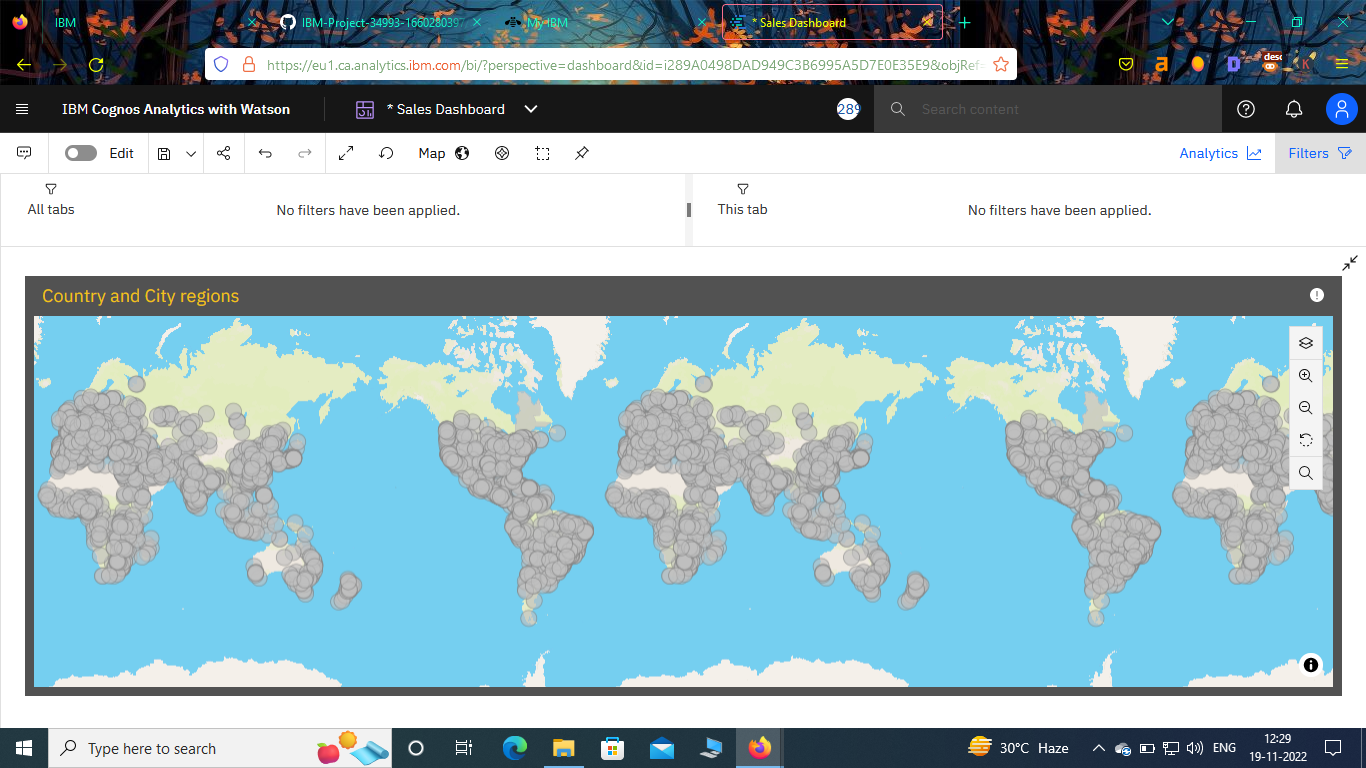 IBM
IBM-Project-34993-1660280397
My IBM
* Sales Dashboard
https://eu1.ca.analytics.ibm.com/bi/?perspective=dashboard&id=i289A0498DAD949C3B6995A5D7E0E35E9&objRef=
IBM Cognos Analytics with Watson
* Sales Dashboard
289
Search content
Edit
Map
Analytics
Filters
All tabs
No filters have been applied.
This tab
No filters have been applied.
Country and City regions
Type here to search
30°C Haze
ENG
12:29
19-11-2022